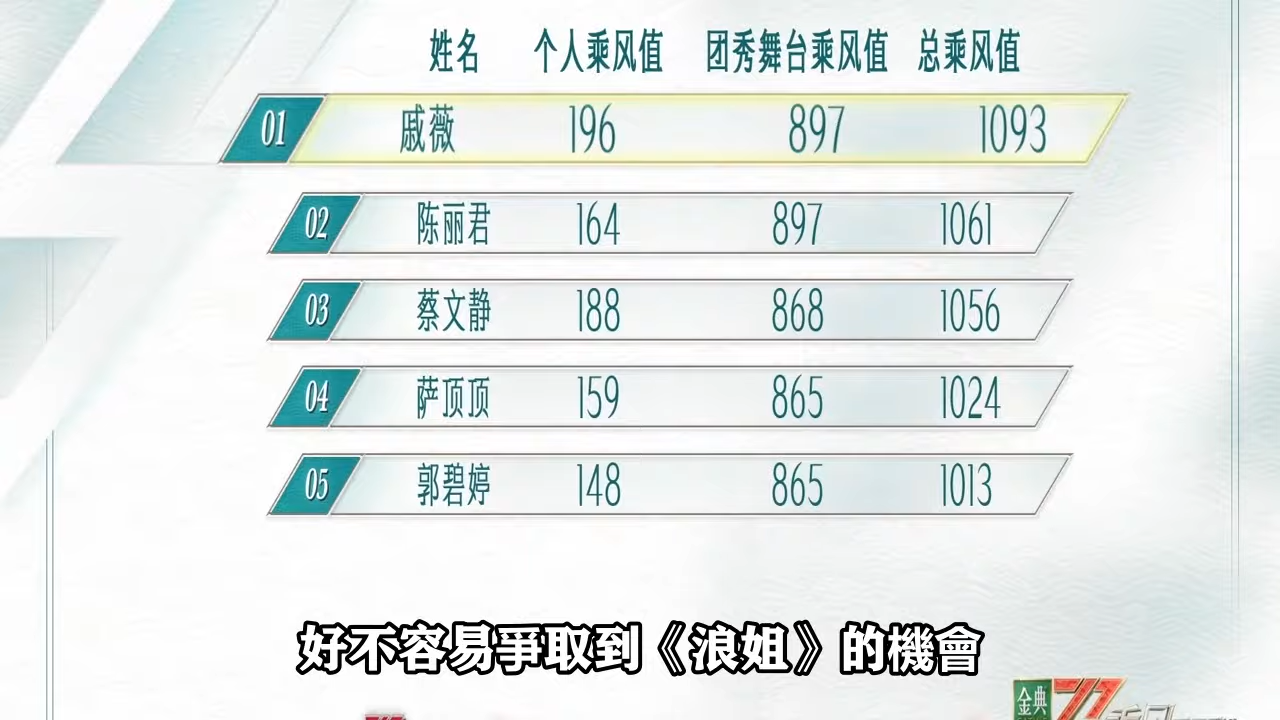 姓名 个人乘风值 团秀舞台乘风值 总乘风值
01 戚薇 196 897 1093
02 陈丽君 164 897 1061
03 蔡文静 188 868 1056
04 萨顶顶 159 865 1024
05 郭碧婷 148 865 1013
好不容易爭取到《浪姐》的機會
金典